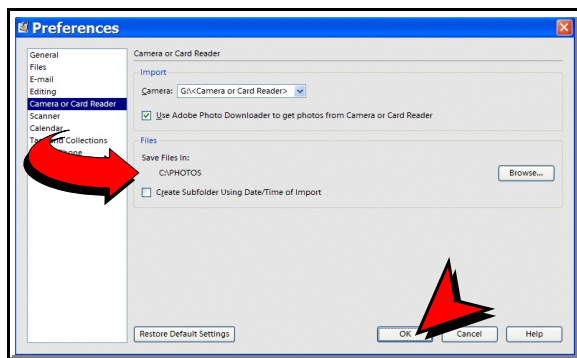 Preferences
General
Files
E-mail
Editing
Camera or Card Reader
Scanner
Calendar
Collections
Camera or Card Reader
Import
Camera: G:\<Camera or Card Reader>
Use Adobe Photo Downloader to get photos from Camera or Card Reader
Files
Save Files in:
C:\PHOTOS
Browse...
Create Subfolder Using Date/Time of Import
Restore Default Settings
OK
Cancel
Help